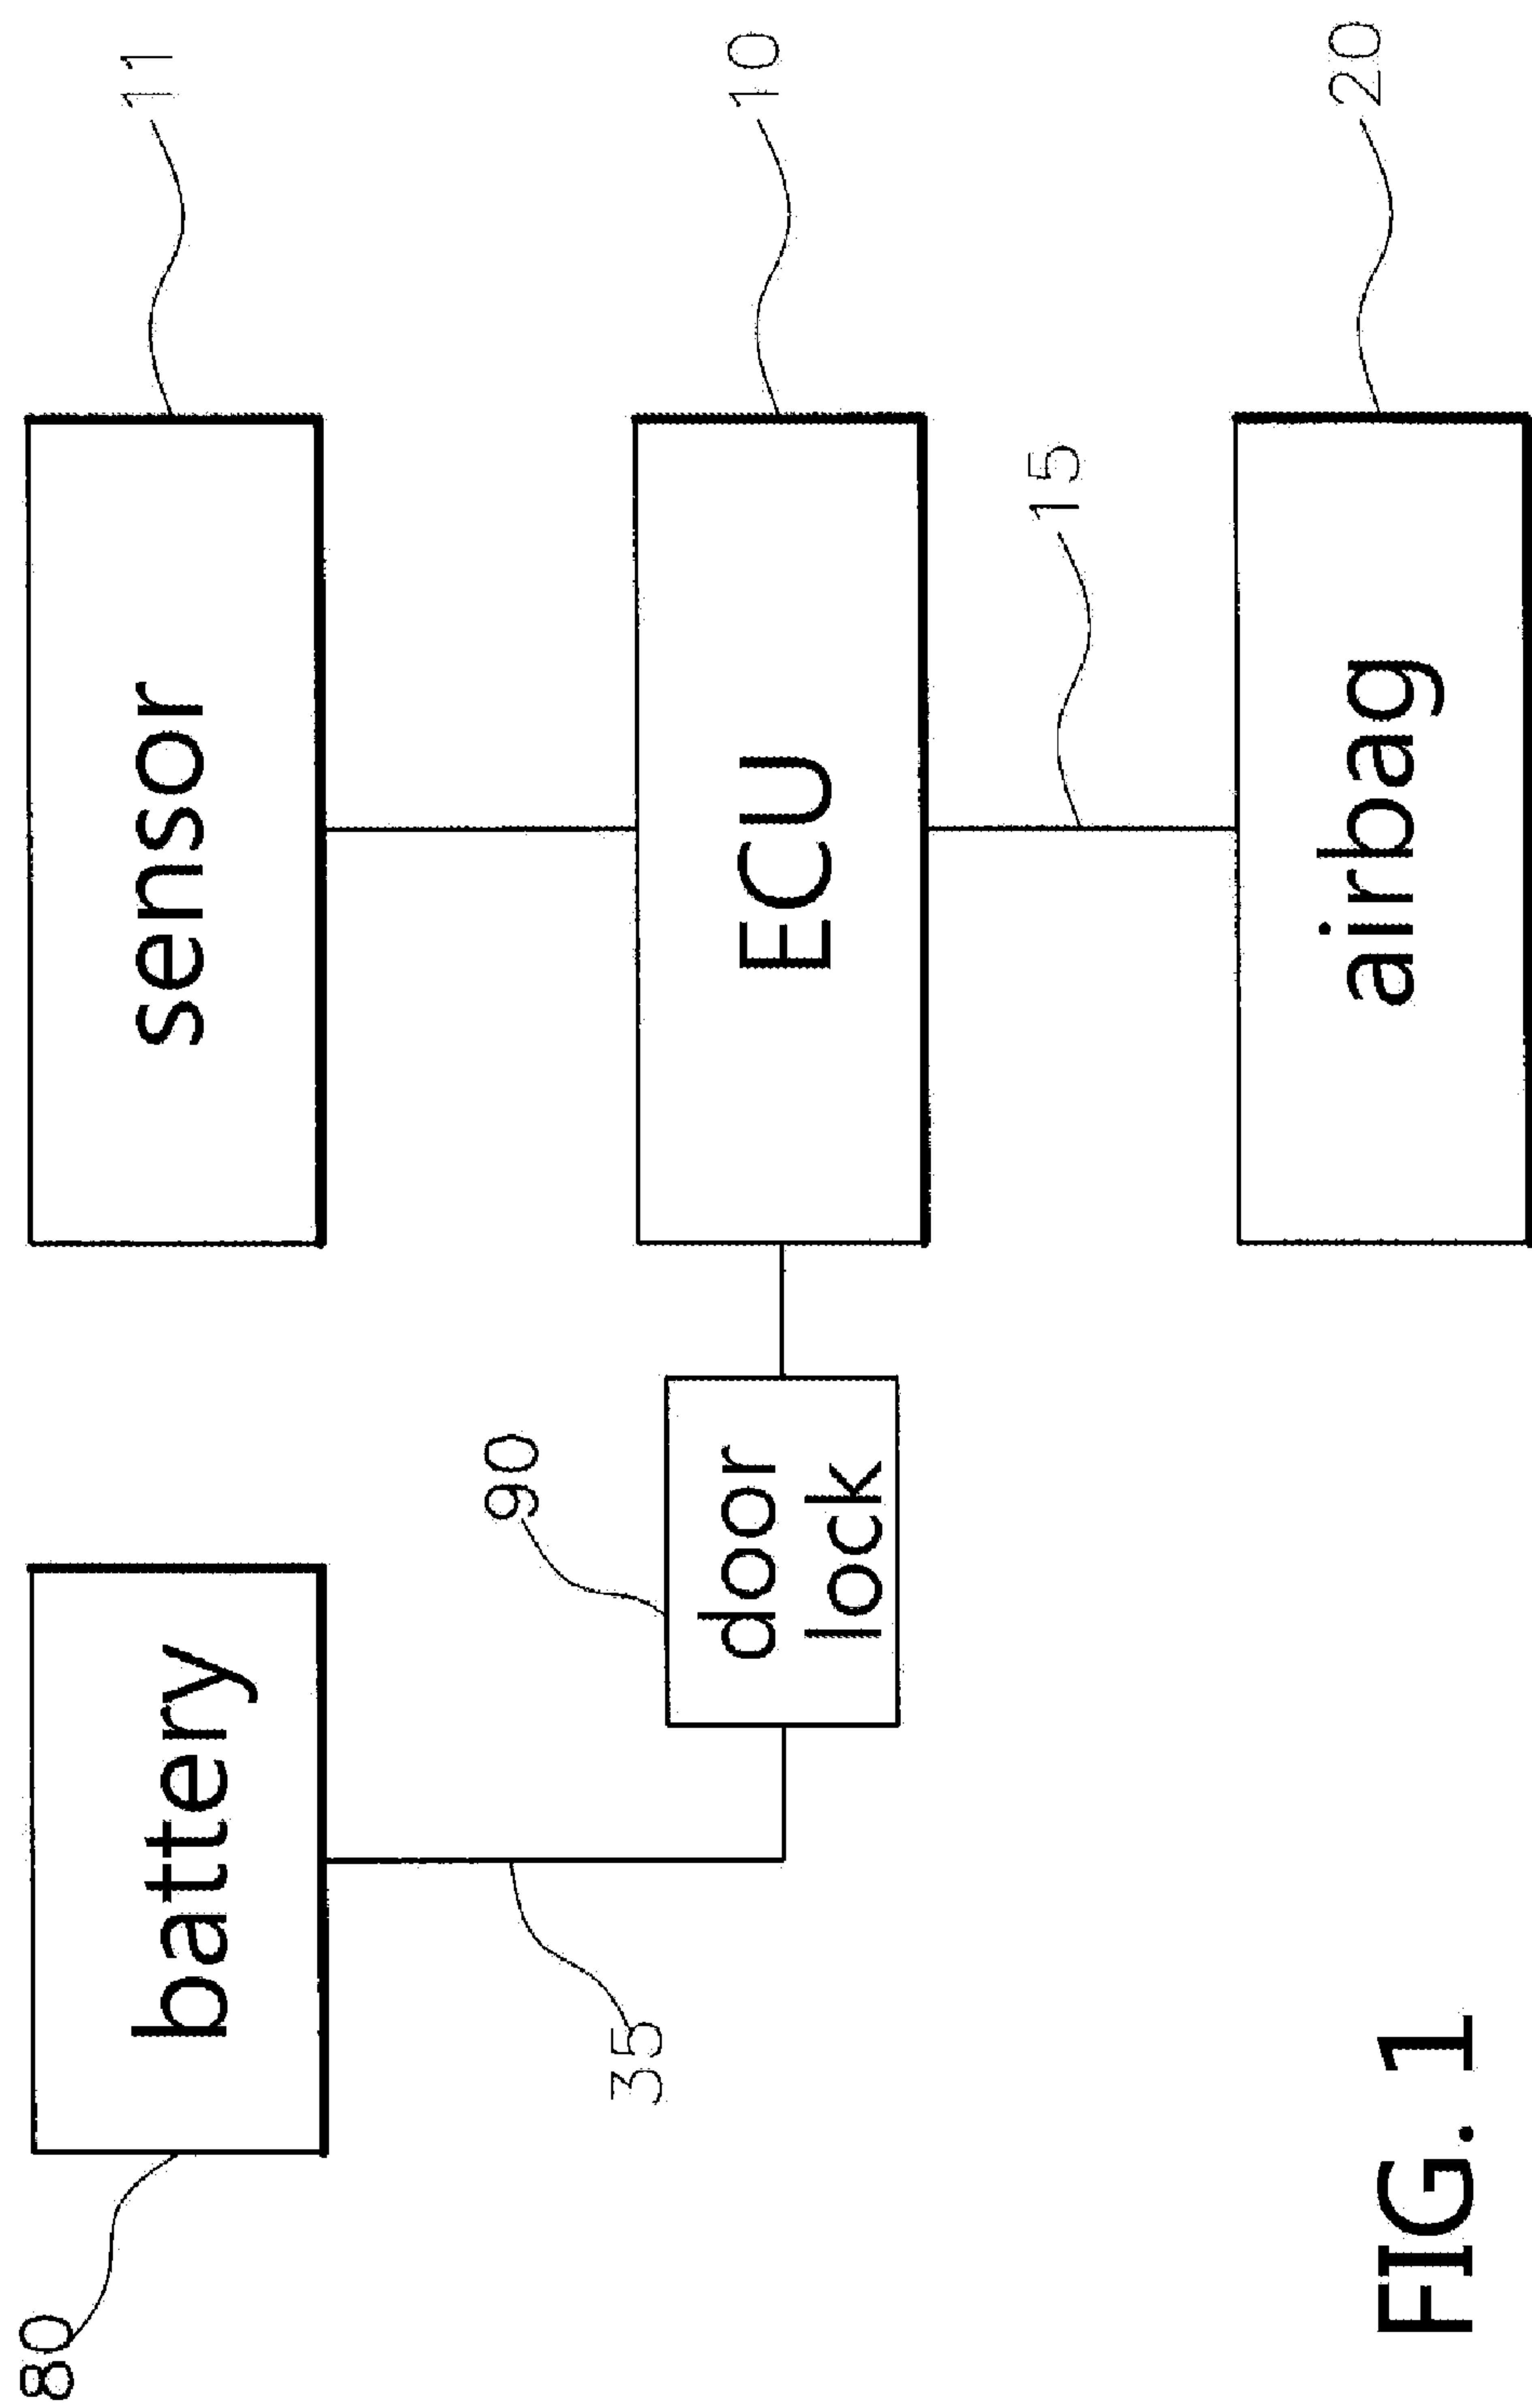 80
battery
sensor
11
35
90
door
lock
ECU
10
15
airbag
20
FIG. 1